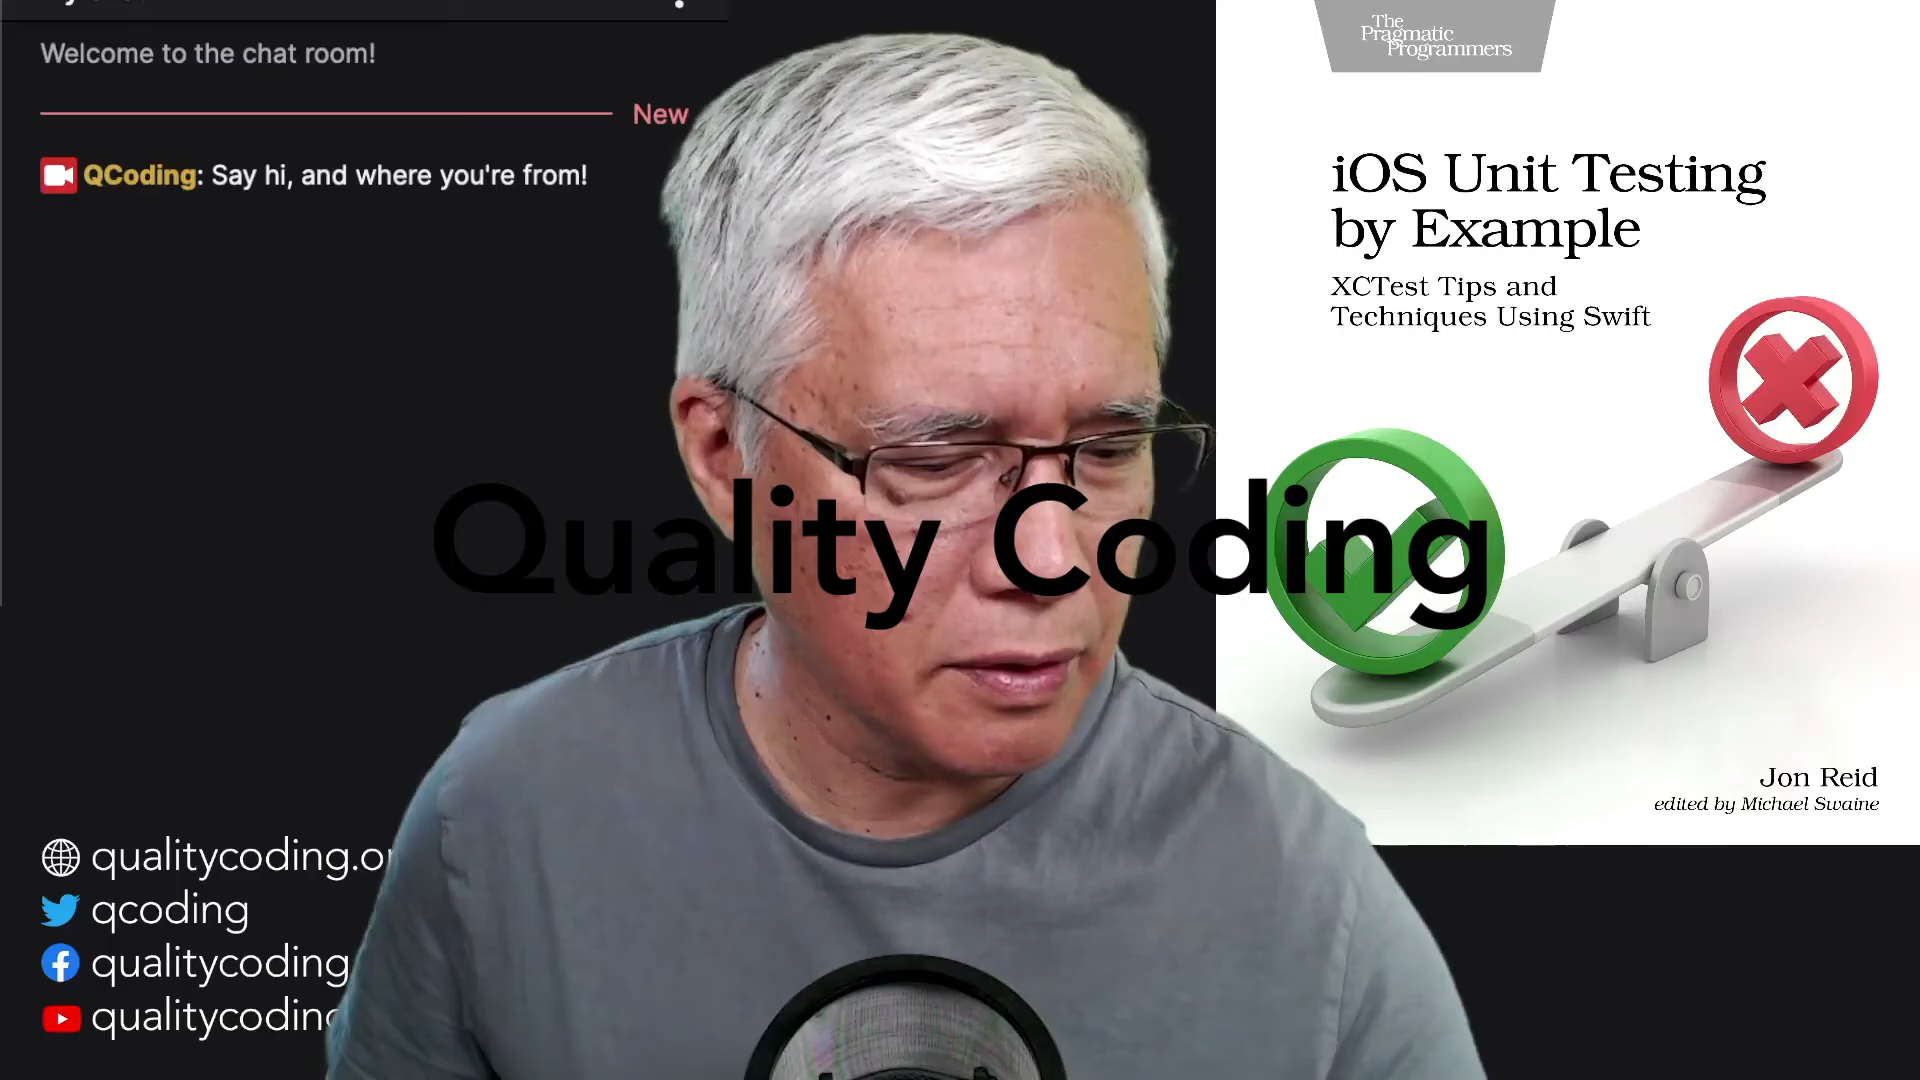 Welcome to the chat room!
New
QCoding: Say hi, and where you're from!
The
Pragmatic
Programmers
iOS Unit Testing
by Example
XCTest Tips and
Techniques Using Swift
Quality Coding
Jon Reid
edited by Michael Swaine
qualitycoding.o
qcoding
qualitycoding
qualitycoding